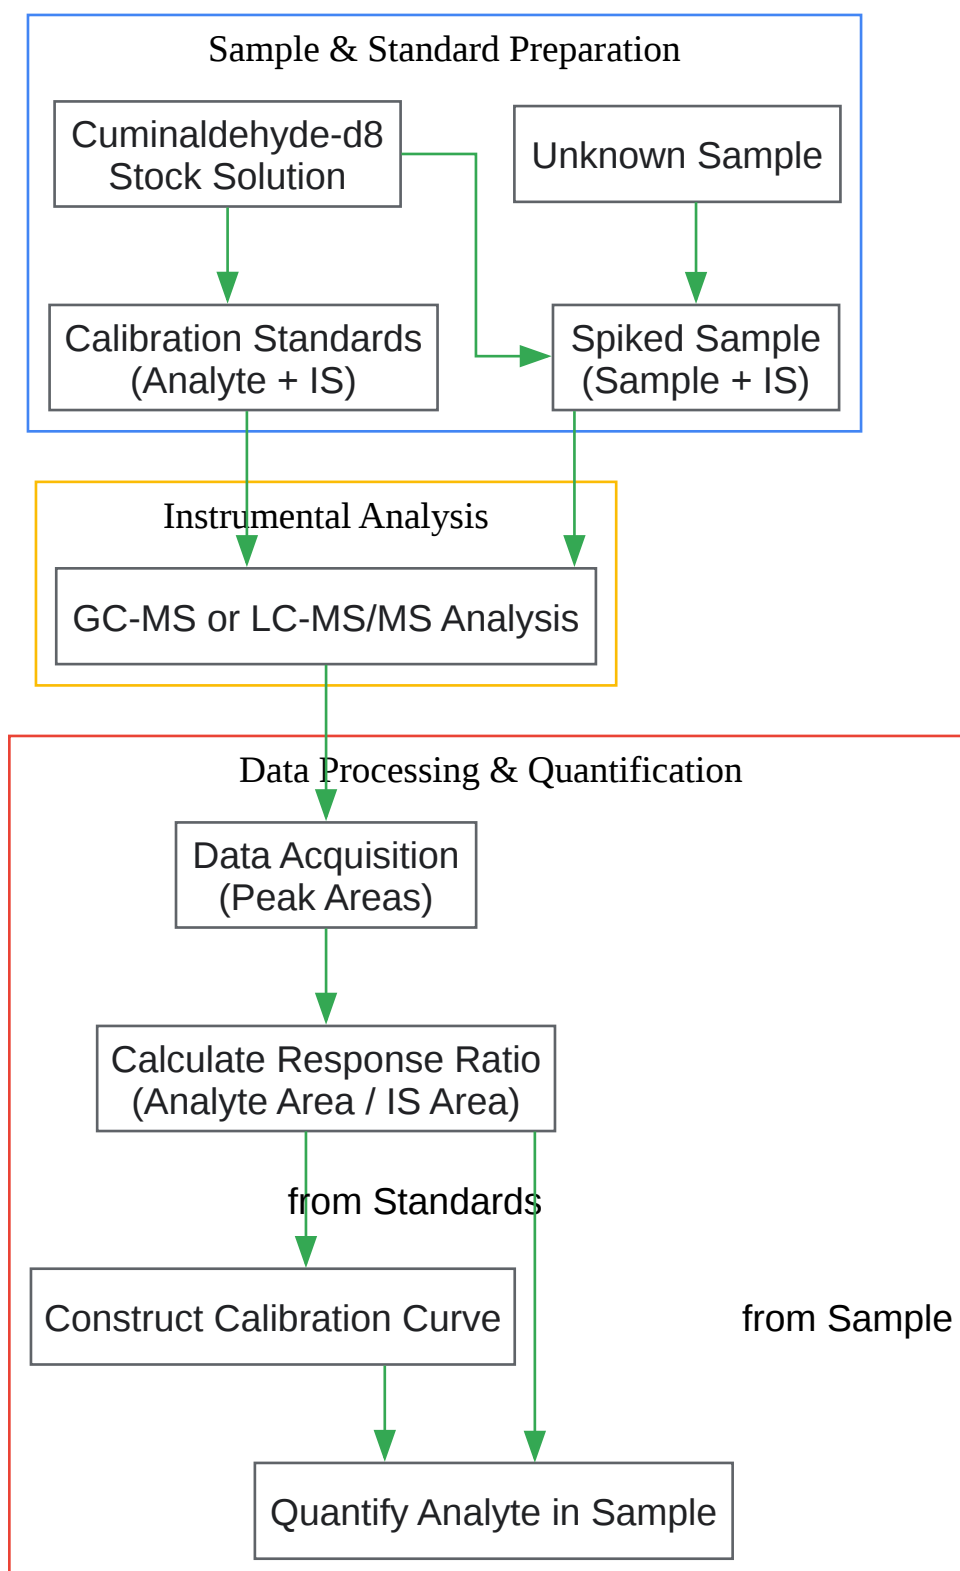 Sample & Standard Preparation
Cuminaldehyde-d8
Stock Solution
Unknown Sample
Calibration Standards
(Analyte + IS)
Spiked Sample
(Sample + IS)
Instrumental Analysis
GC-MS or LC-MS/MS Analysis
Data Processing & Quantification
Data Acquisition
(Peak Areas)
Calculate Response Ratio
(Analyte Area / IS Area)
from Standards
Construct Calibration Curve
from Sample
Quantify Analyte in Sample